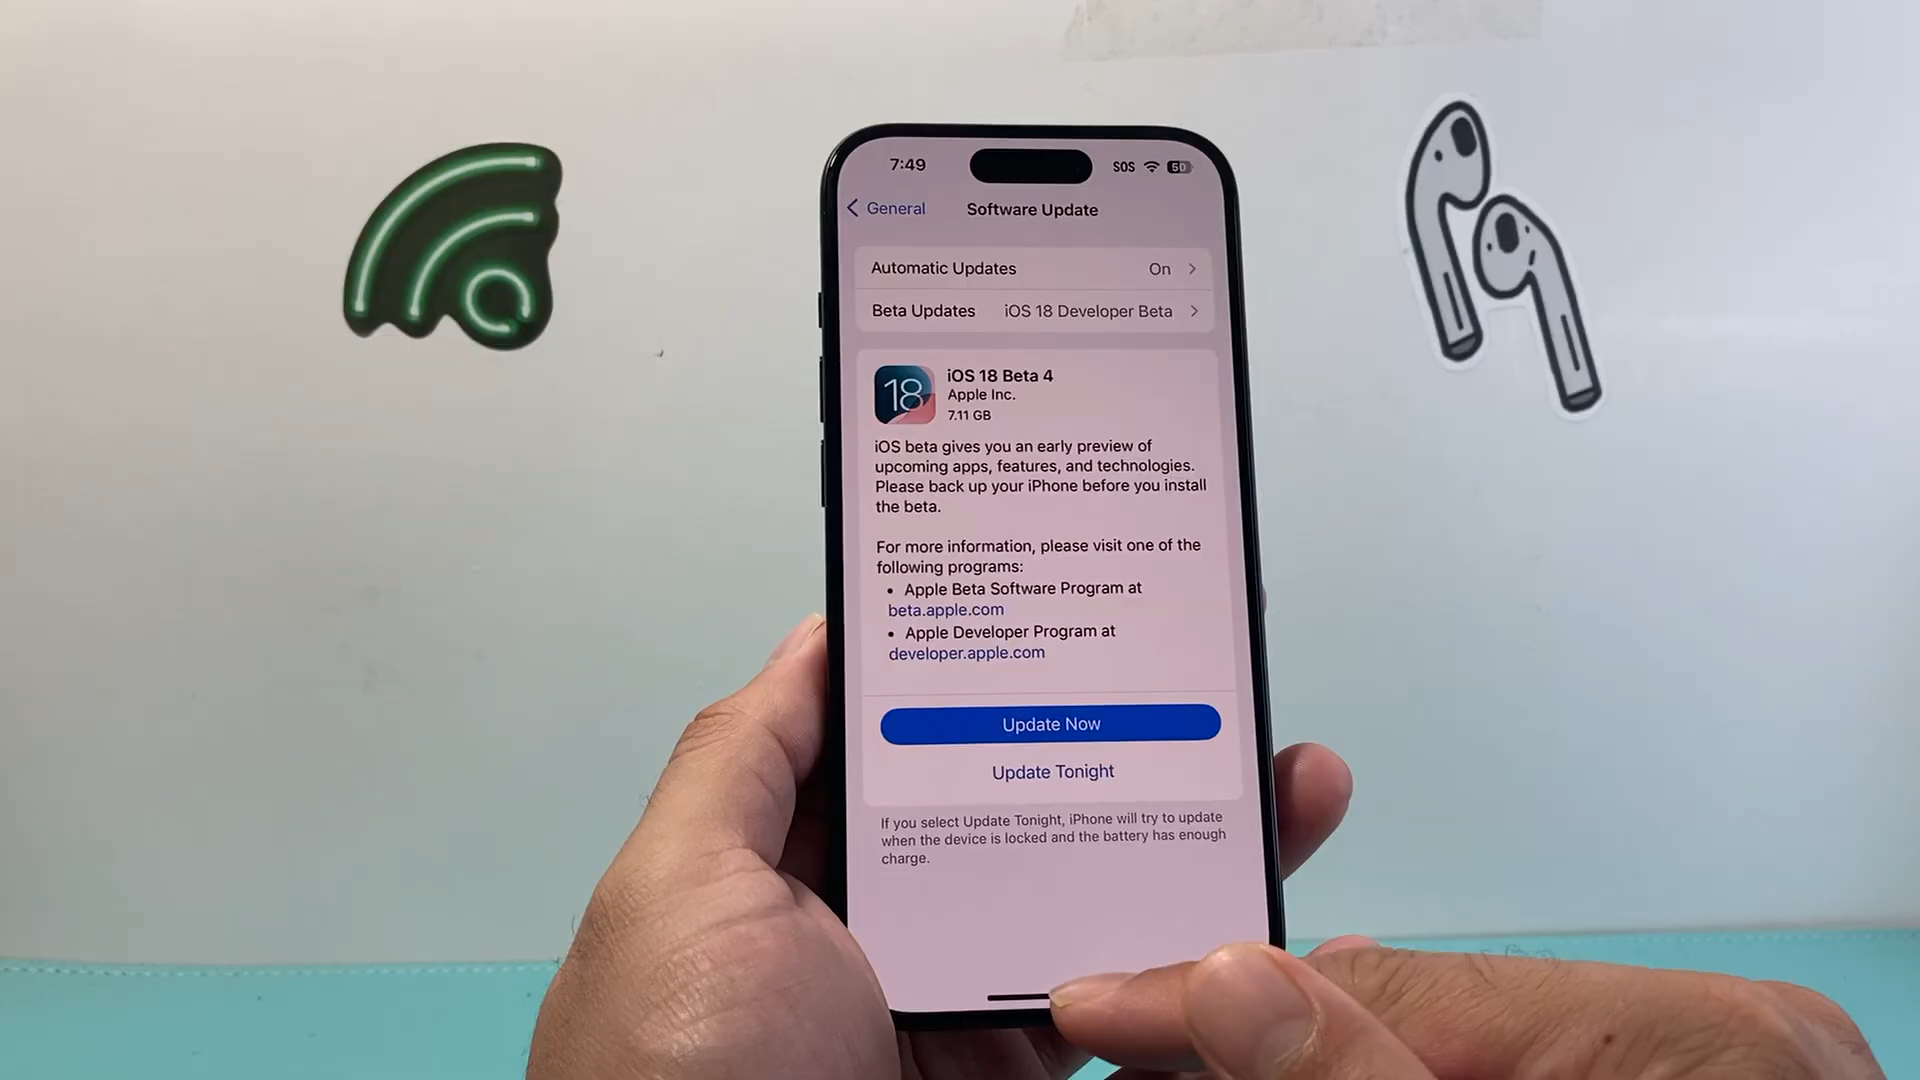 7:49
SOS
50
General
Software Update
Automatic Updates On
Beta Updates iOS 18 Developer Beta
18
iOS 18 Beta 4
Apple Inc.
7.11 GB
iOS beta gives you an early preview of
upcoming apps, features, and technologies.
Please back up your iPhone before you install
the beta.
For more information, please visit one of the
following programs:
• Apple Beta Software Program at
beta.apple.com
• Apple Developer Program at
developer.apple.com
Update Now
Update Tonight
If you select Update Tonight, iPhone will try to update
when the device is locked and the battery has enough
charge.